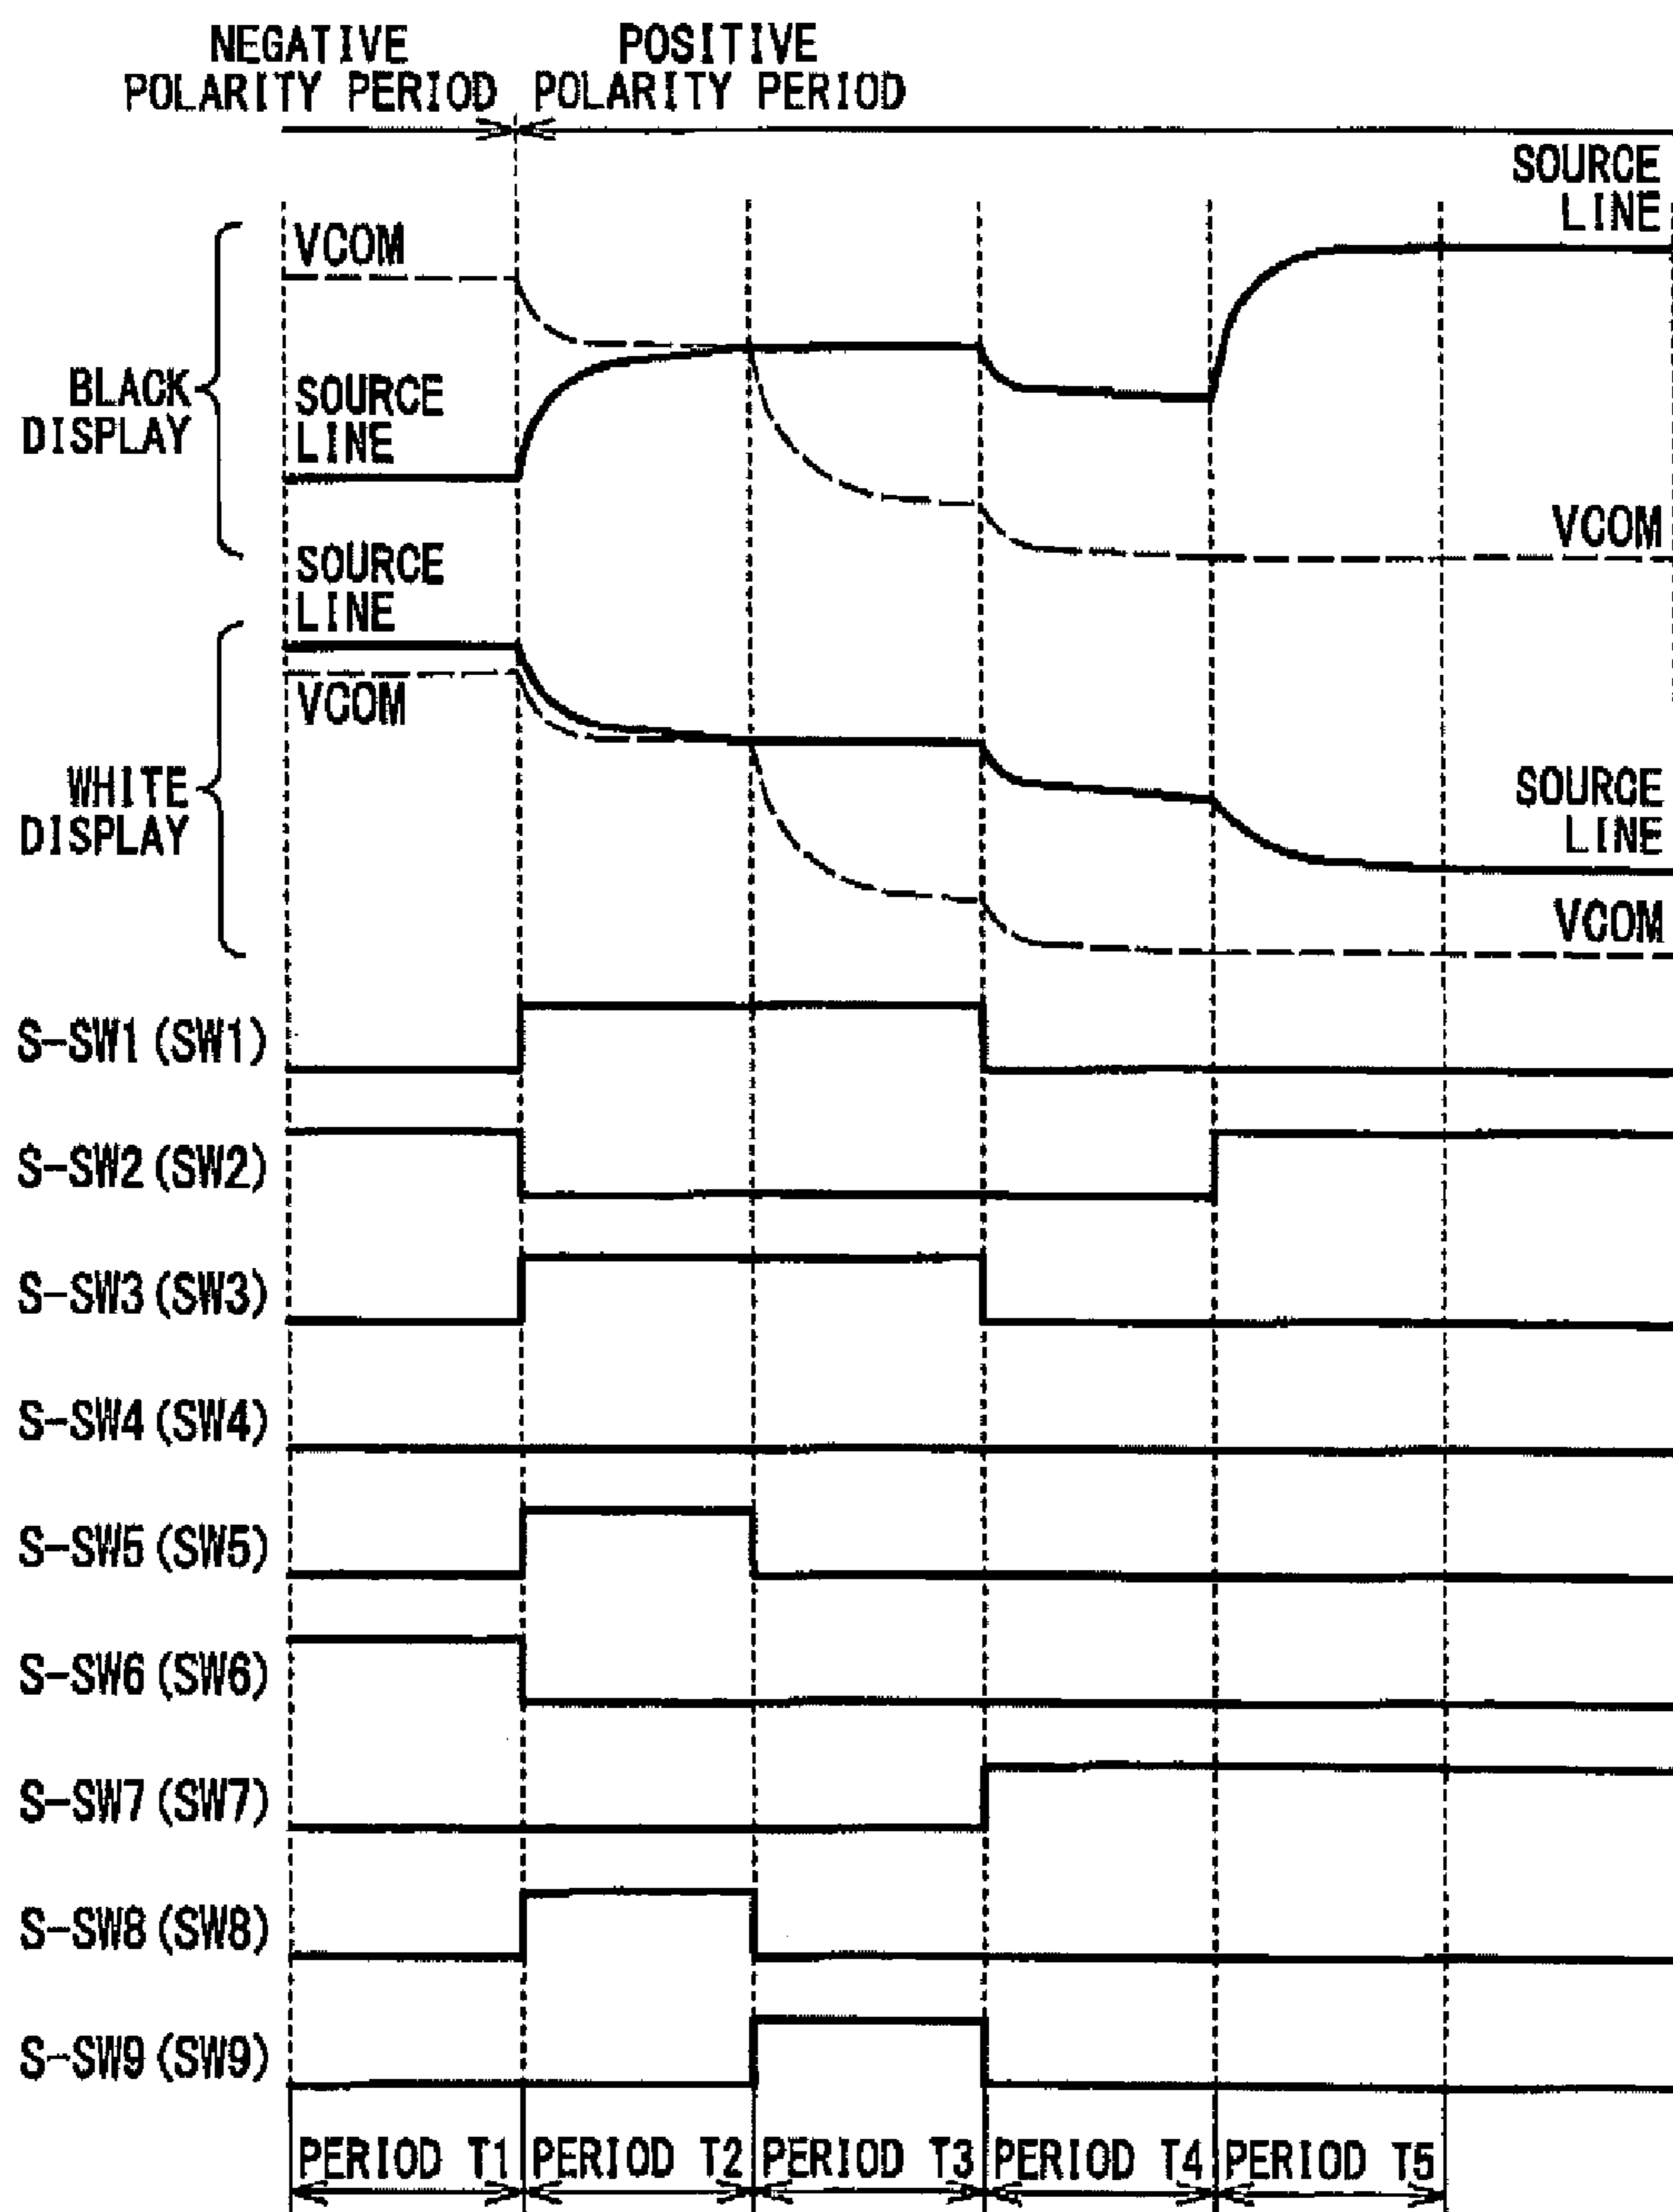 NEGATIVE
POLARITY PERIOD
POSITIVE
POLARITY PERIOD
SOURCE
LINE
VCOM
BLACK
DISPLAY
SOURCE
LINE
VCOM
SOURCE
LINE
VCOM
WHITE
DISPLAY
SOURCE
LINE
VCOM
S-SW1(SW1)
S-SW2(SW2)
S-SW3(SW3)
S-SW4(SW4)
S-SW5(SW5)
S-SW6(SW6)
S-SW7(SW7)
S-SW8(SW8)
S-SW9(SW9)
PERIOD T1
PERIOD T2
PERIOD T3
PERIOD T4
PERIOD T5